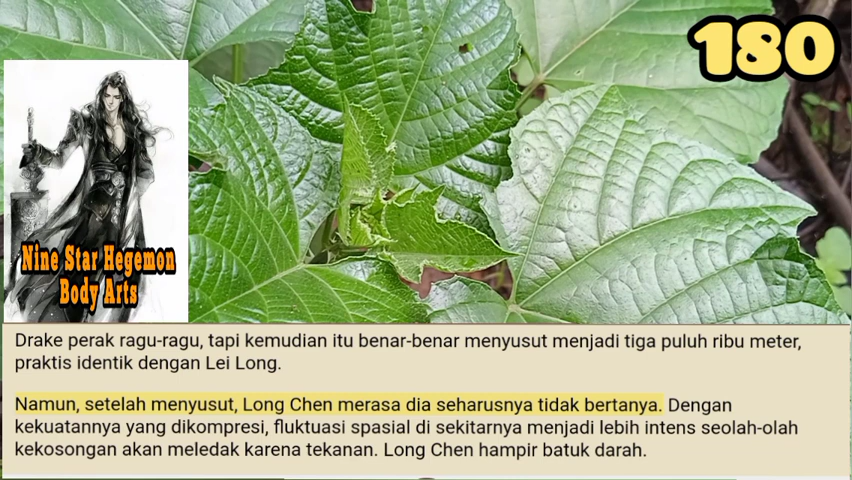 180
Nine Star Hegemon
Body Arts
Drake perak ragu-ragu, tapi kemudian itu benar-benar menyusut menjadi tiga puluh ribu meter,
praktis identik dengan Lei Long.
Namun, setelah menyusut, Long Chen merasa dia seharusnya tidak bertanya. Dengan
kekuatannya yang dikompresi, fluktuasi spasial di sekitarnya menjadi lebih intens seolah-olah
kekosongan akan meledak karena tekanan. Long Chen hampir batuk darah.